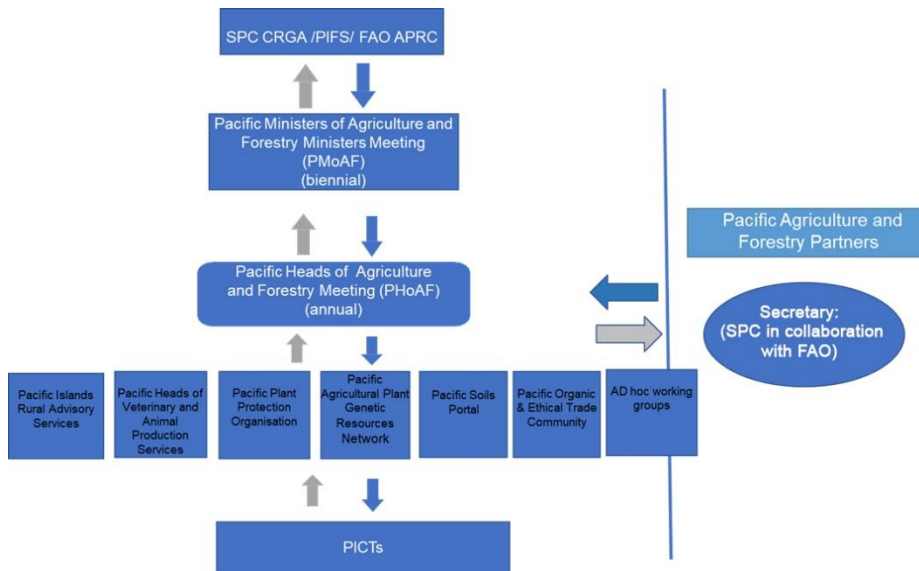 SPC CRGA /PIFS/ FAO APRC
Pacific Ministers of Agriculture and
Forestry Ministers Meeting
(PMoAF)
(biennial)
Pacific Agriculture and
Forestry Partners
Pacific Heads of Agriculture
and Forestry Meeting (PHoAF)
(annual)
Secretary:
(SPC in collaboration
with FAO)
Pacific Islands
Rural Advisory
Services
Pacific Heads of
Veterinary and
Animal
Production
Services
Pacific Plant
Protection
Organisation
Pacific
Agricultural Plant
Genetic
Resources
Network
Pacific Soils
Portal
Pacific Organic
& Ethical Trade
Community
AD hoc working
groups
PICTs